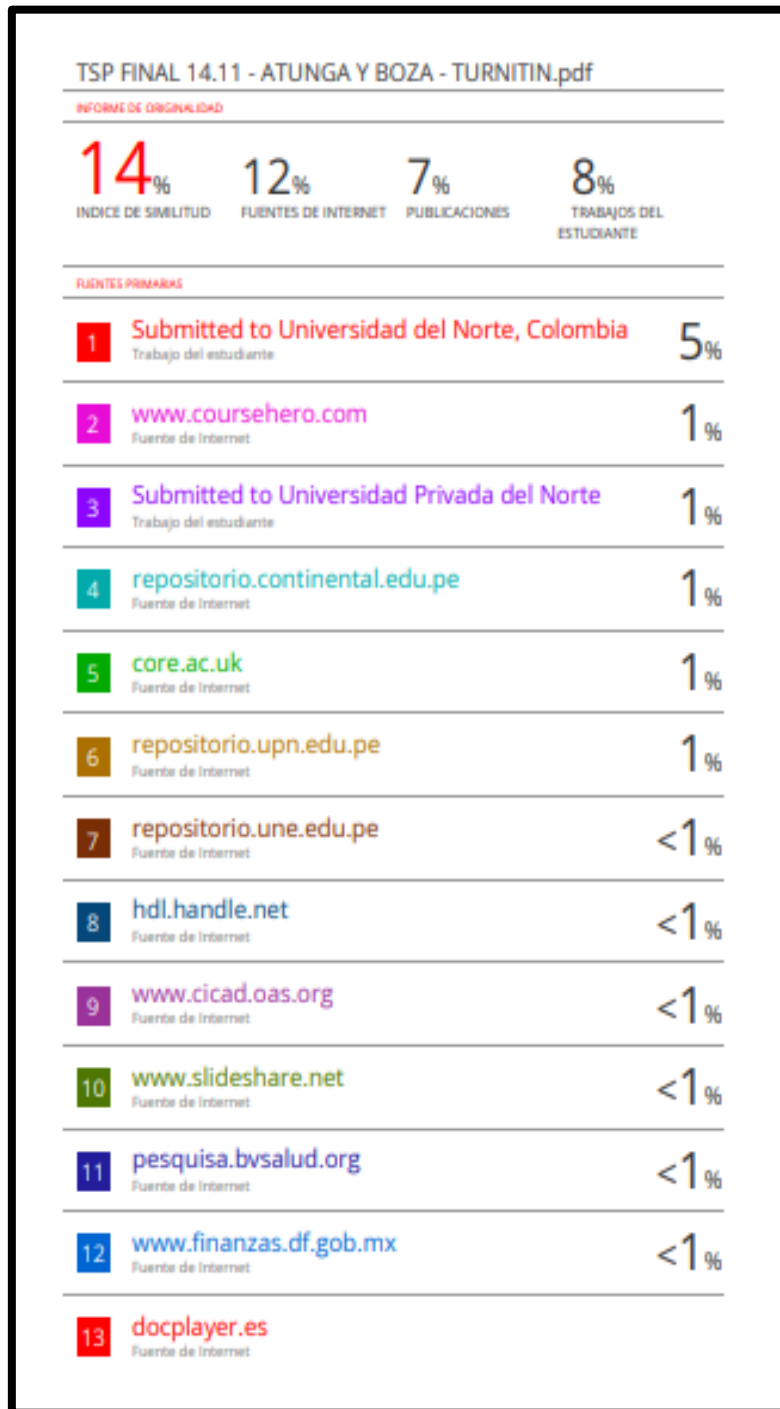 TSP FINAL 14.11 - ATUNGA Y BOZA - TURNITIN.pdf
INFORME DE ORIGINALIDAD
14%
INDICE DE SIMILITUD
12%
FUENTES DE INTERNET
7%
PUBLICACIONES
8%
TRABAJOS DEL
ESTUDIANTE
FUENTES PRIMARIAS
1 Submitted to Universidad del Norte, Colombia 5%
Trabajo del estudiante
2 www.coursehero.com 1%
Fuente de Internet
3 Submitted to Universidad Privada del Norte 1%
Trabajo del estudiante
4 repositorio.continental.edu.pe 1%
Fuente de Internet
5 core.ac.uk 1%
Fuente de Internet
6 repositorio.upn.edu.pe 1%
Fuente de Internet
7 repositorio.une.edu.pe <1%
Fuente de Internet
8 hdl.handle.net <1%
Fuente de Internet
9 www.cicad.oas.org <1%
Fuente de Internet
10 www.slideshare.net <1%
Fuente de Internet
11 pesquisa.bvsalud.org <1%
Fuente de Internet
12 www.finanzas.df.gob.mx <1%
Fuente de Internet
13 docplayer.es
Fuente de Internet